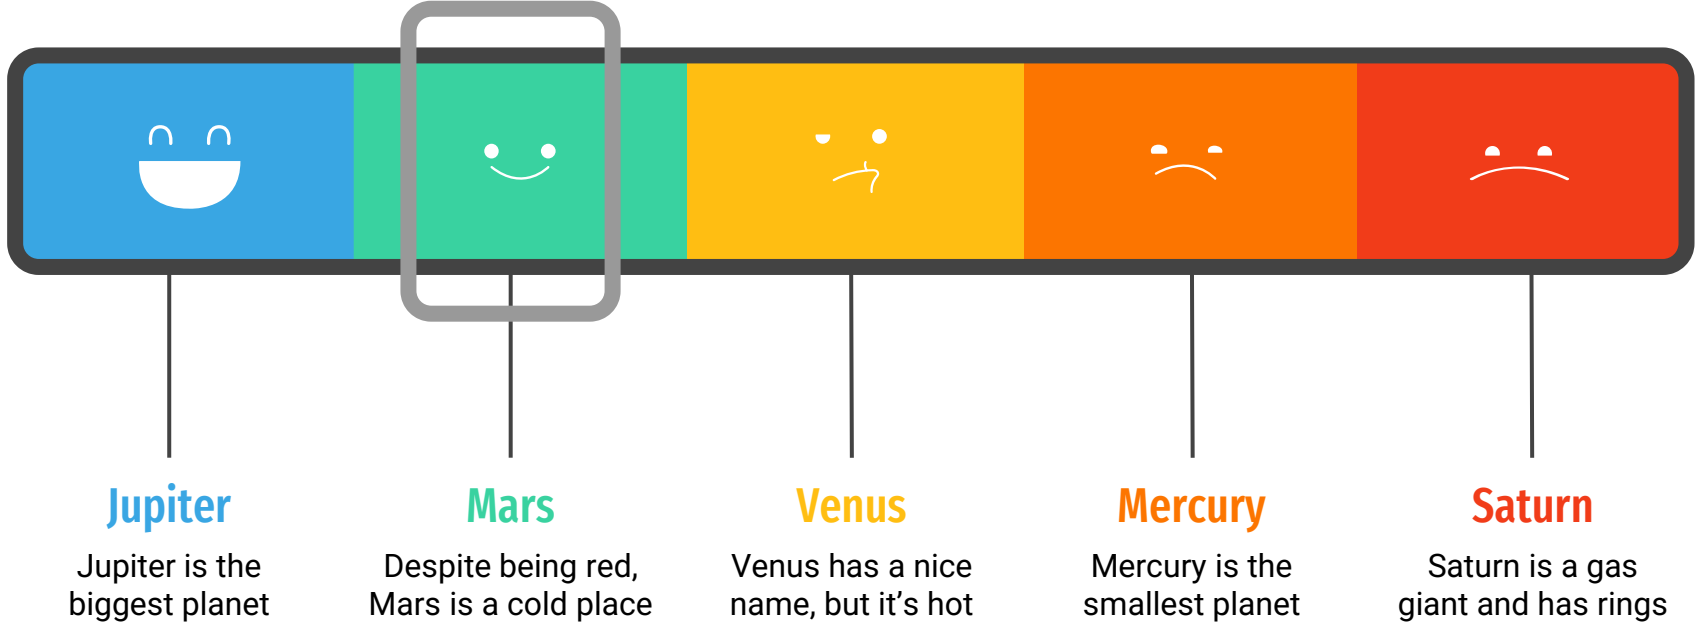 Jupiter
Jupiter is the
biggest planet
Mars
Despite being red,
Mars is a cold place
Venus
Venus has a nice
name, but it’s hot
Mercury
Mercury is the
smallest planet
Saturn
Saturn is a gas
giant and has rings